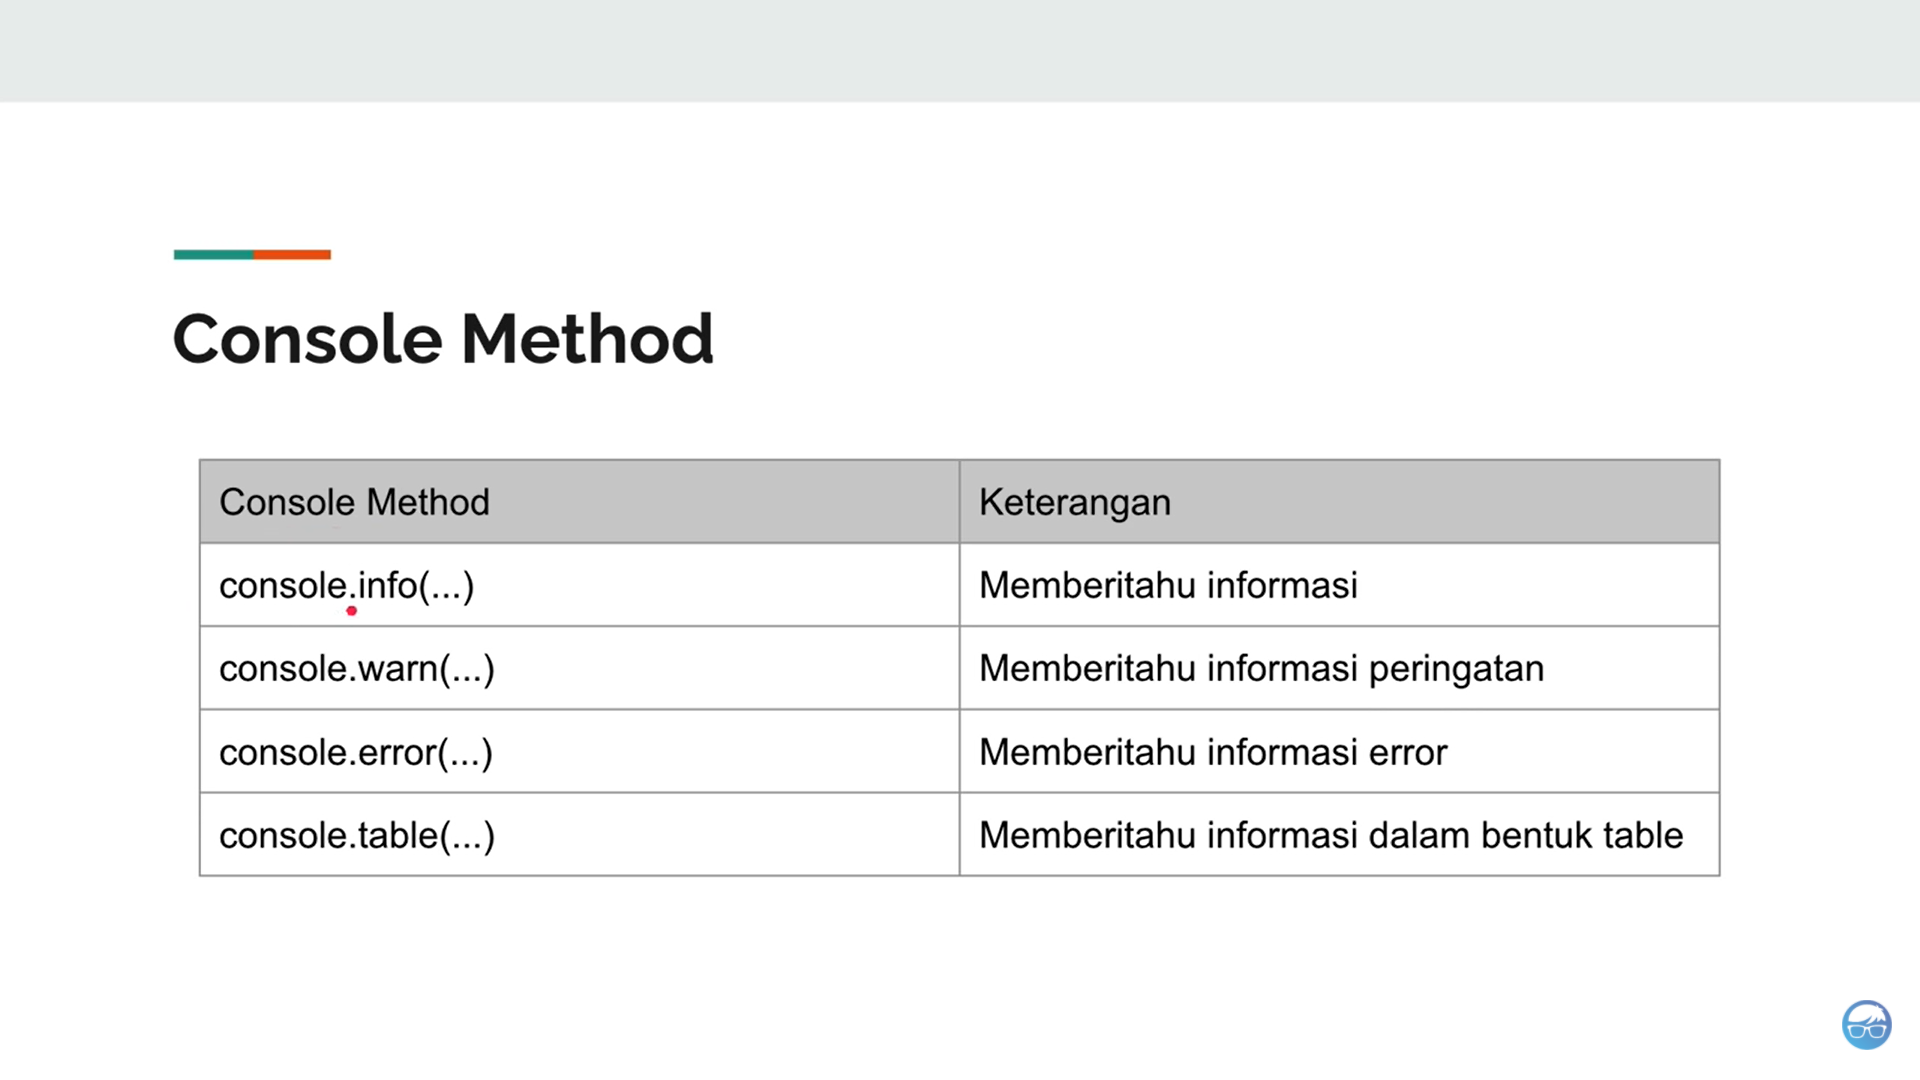 Console Method
Console Method Keterangan
console.info(...) Memberitahu informasi
console.warn(...) Memberitahu informasi peringatan
console.error(...) Memberitahu informasi error
console.table(...) Memberitahu informasi dalam bentuk table